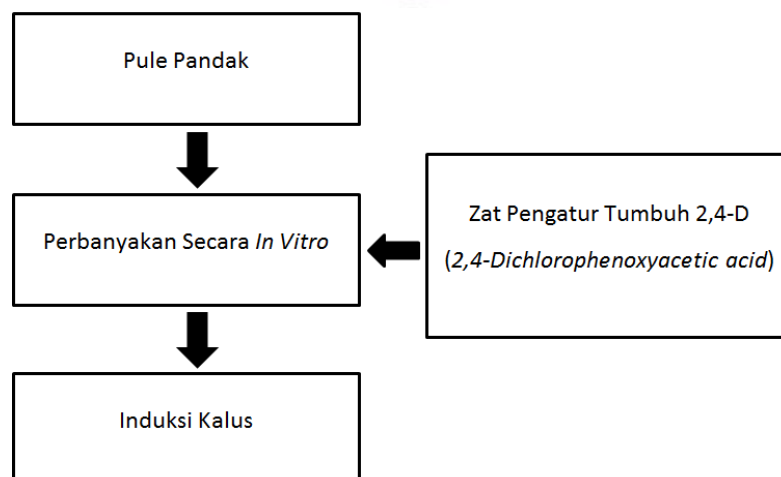 Pule Pandak
Perbanyakan Secara In Vitro
Zat Pengatur Tumbuh 2,4-D
(2,4-Dichlorophenoxyacetic acid)
Induksi Kalus